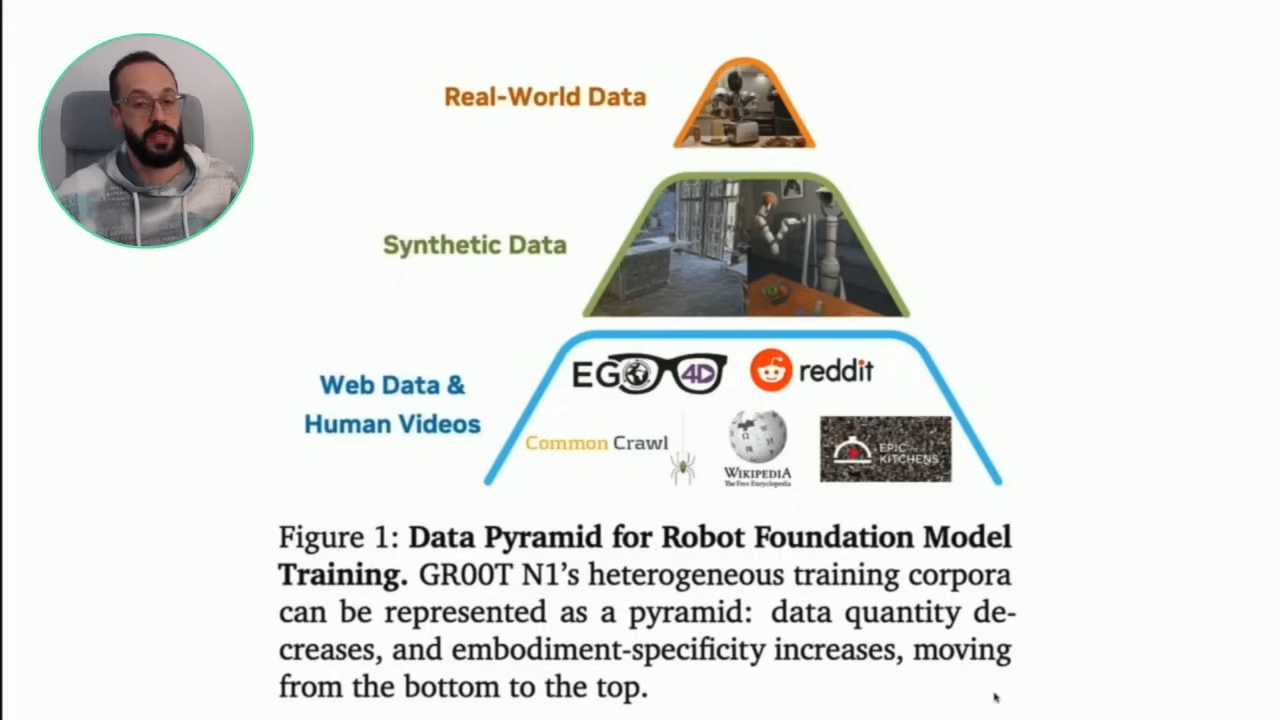 Real-World Data
Synthetic Data
Web Data &
Human Videos
EGO4D
reddit
Common Crawl
WIKIPEDIA
The Free Encyclopedia
EPIC
KITCHENS
Figure 1: Data Pyramid for Robot Foundation Model
Training. GR00T N1's heterogeneous training corpora
can be represented as a pyramid: data quantity de-
creases, and embodiment-specificity increases, moving
from the bottom to the top.